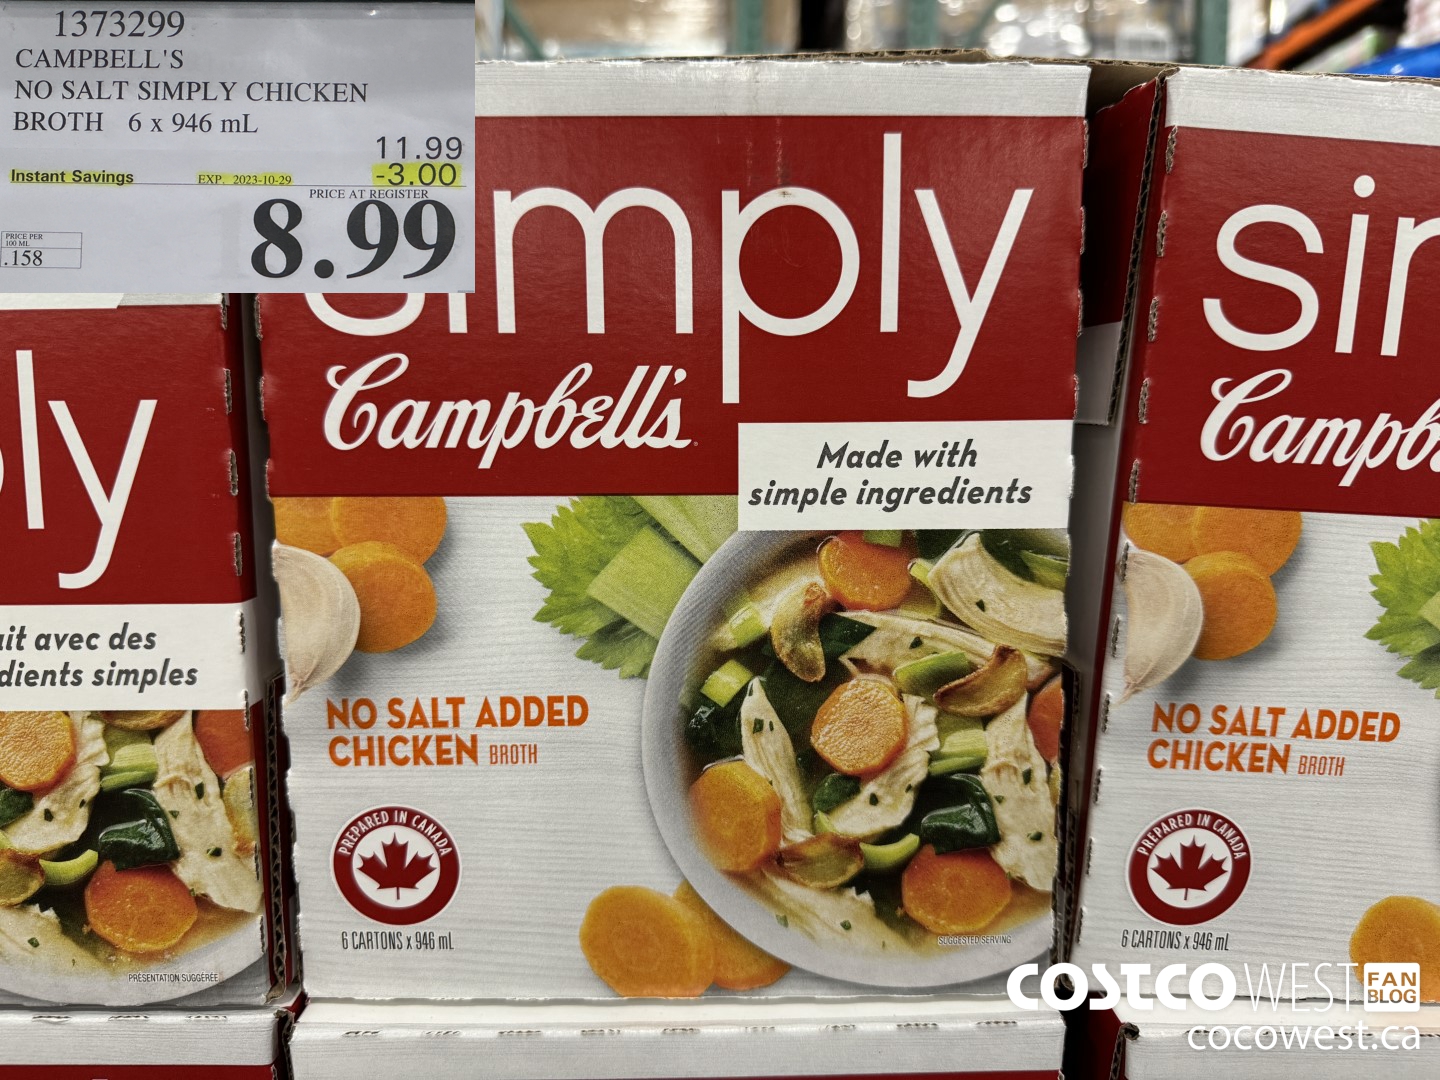 1373299
CAMPBELL'S
NO SALT SIMPLY CHICKEN
BROTH 6 x 946 mL
11.99
Instant Savings EXP. 2023-10-29 -3.00
PRICE AT REGISTER
8.99
PRICE PER
100 ML
.158
simply
Campbell's
Made with
simple ingredients
NO SALT ADDED
CHICKEN BROTH
PREPARED IN CANADA
6 CARTONS x 946 mL
SUGGESTED SERVING
ly
ait avec des
dients simples
PRÉSENTATION SUGGÉRÉE
sim
Campb
NO SALT ADDED
CHICKEN BROTH
PREPARED IN CANADA
6 CARTONS x 946 mL
COSTCO WEST FAN BLOG
cocowest.ca